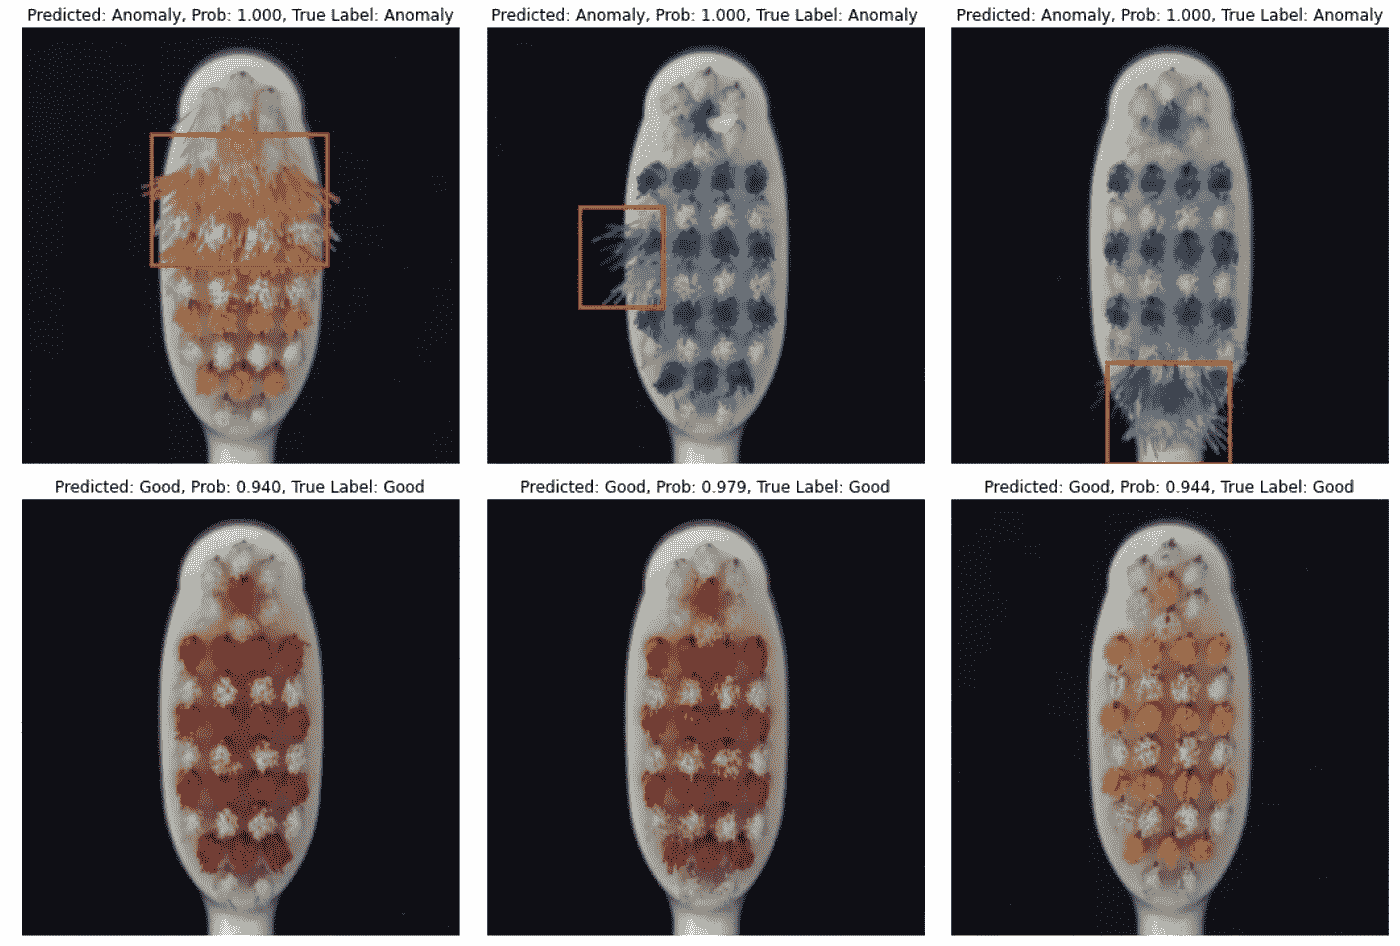 Predicted: Anomaly, Prob: 1.000, True Label: Anomaly
Predicted: Anomaly, Prob: 1.000, True Label: Anomaly
Predicted: Anomaly, Prob: 1.000, True Label: Anomaly
Predicted: Good, Prob: 0.940, True Label: Good
Predicted: Good, Prob: 0.979, True Label: Good
Predicted: Good, Prob: 0.944, True Label: Good